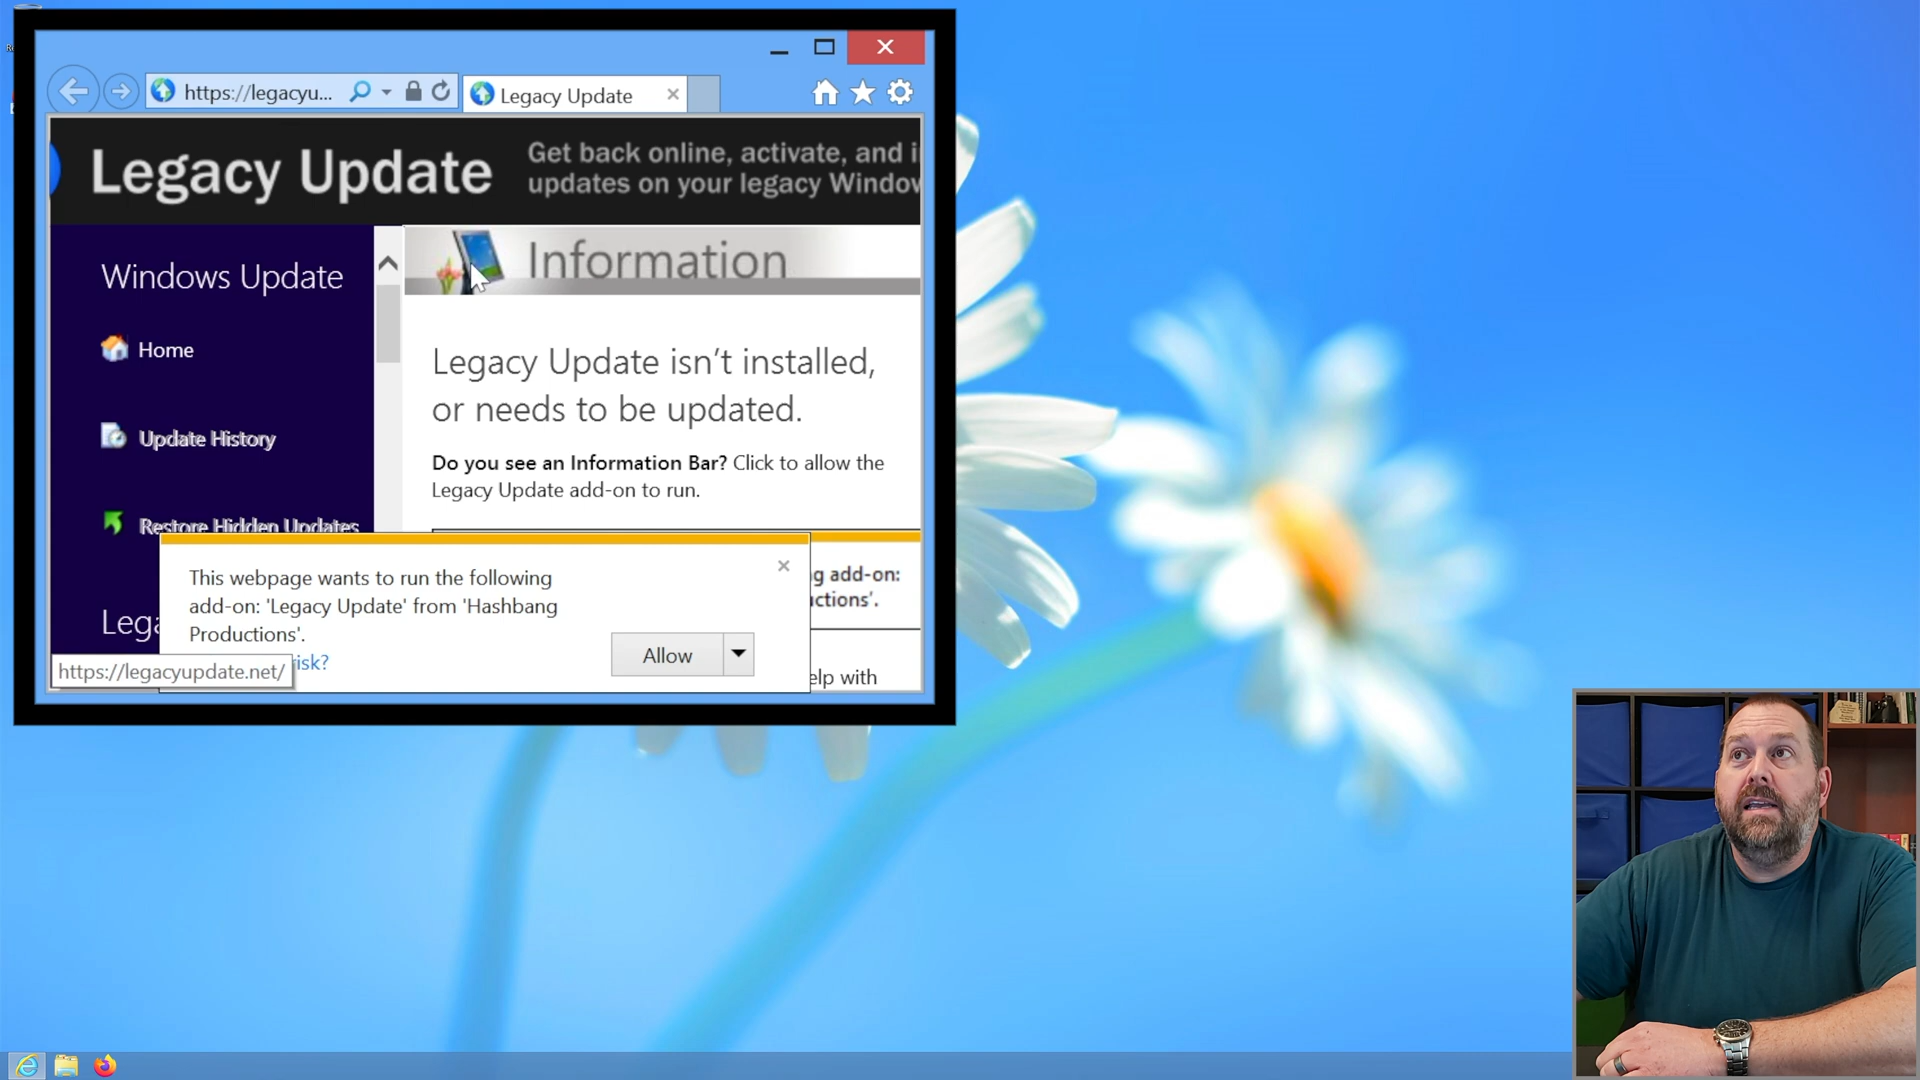 https://legacyu...
Legacy Update
Legacy Update
Get back online, activate, and i
updates on your legacy Window
Windows Update
Home
Update History
Restore Hidden Updates
Information
Legacy Update isn't installed,
or needs to be updated.
Do you see an Information Bar? Click to allow the
Legacy Update add-on to run.
This webpage wants to run the following
add-on: 'Legacy Update' from 'Hashbang
Productions'.
isk?
Allow
g add-on:
ctions'.
elp with
Lega
https://legacyupdate.net/